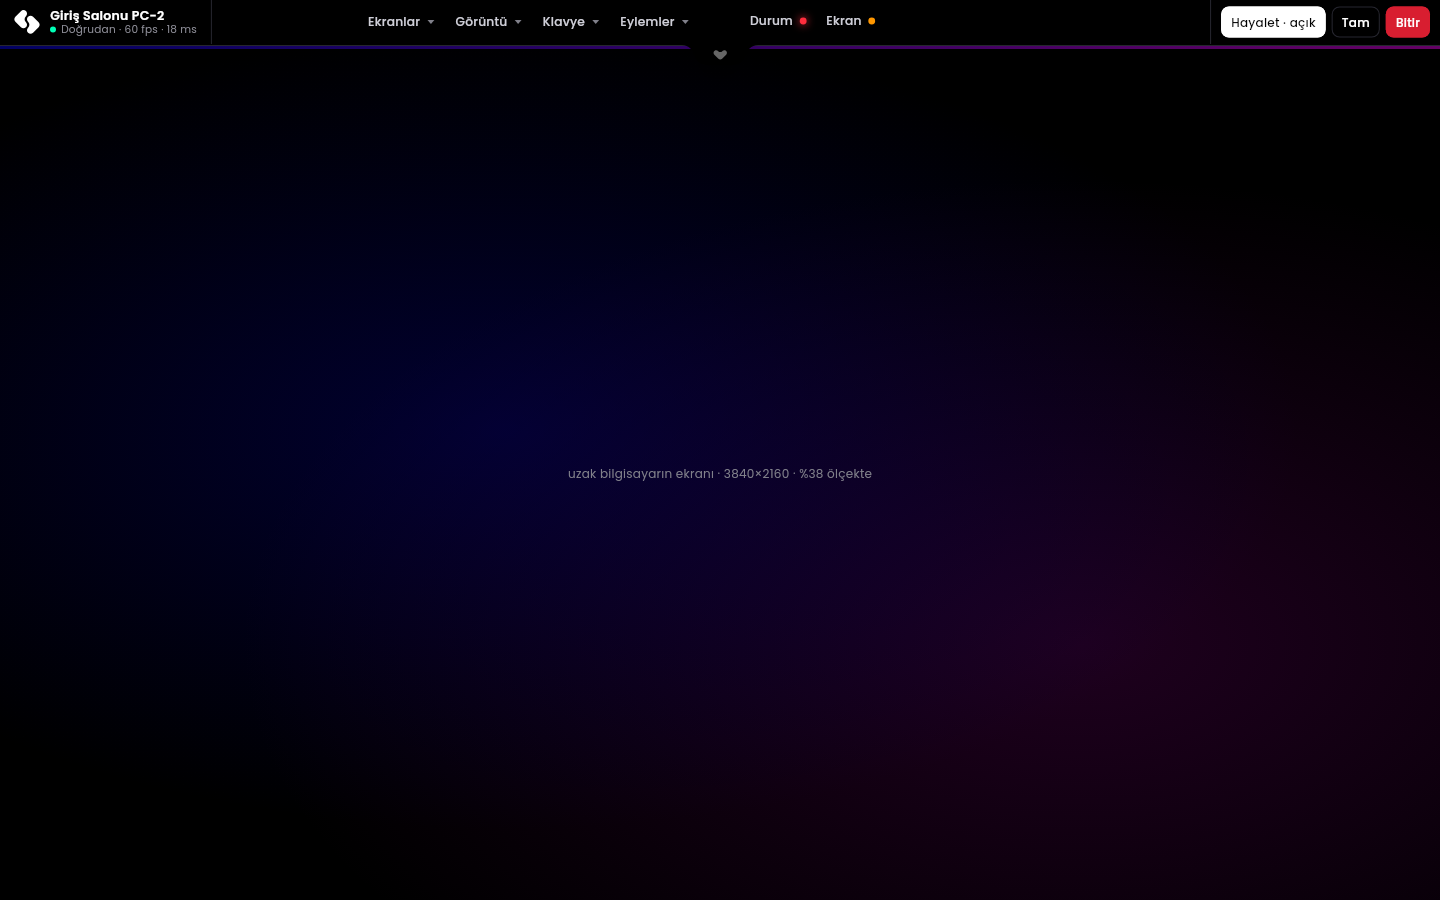 Giriş Salonu PC-2
Doğrudan · 60 fps · 18 ms
Ekranlar
Görüntü
Klavye
Eylemler
Durum
Ekran
Hayalet · açık
Tam
Bitir
uzak bilgisayarın ekranı · 3840×2160 · %38 ölçekte